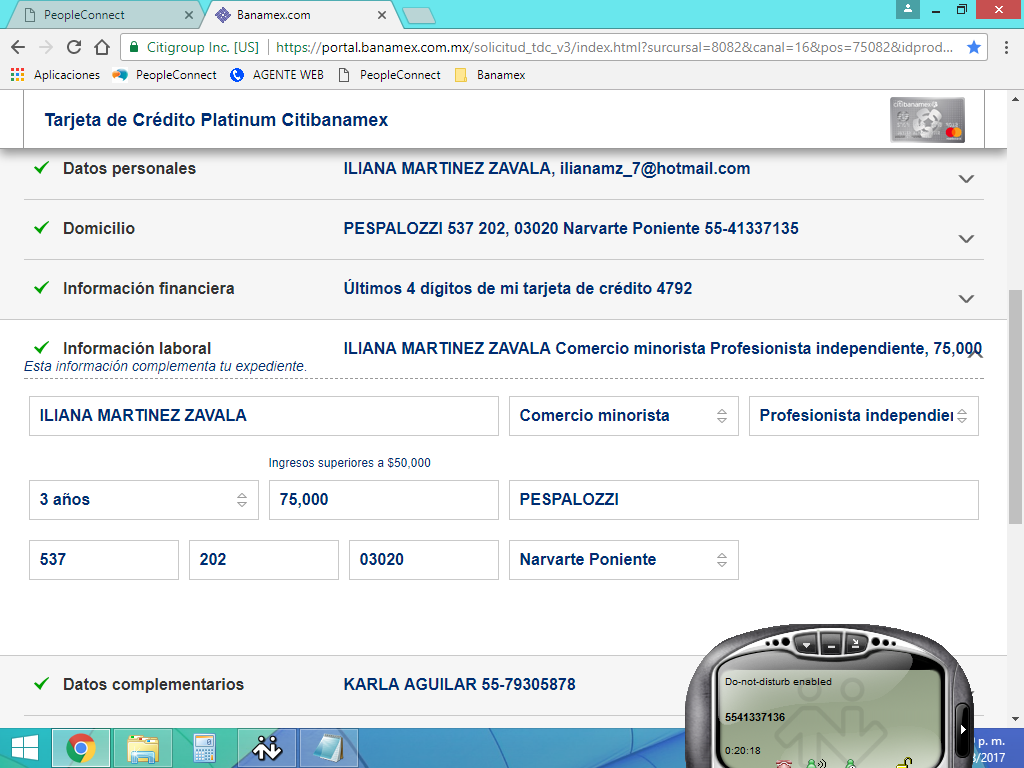 PeopleConnect
Banamex.com
Citigroup Inc. [US]
https://portal.banamex.com.mx/solicitud_tdc_v3/index.html?surcursal=8082&canal=16&pos=75082&idprod...
Aplicaciones PeopleConnect AGENTE WEB PeopleConnect Banamex
Tarjeta de Crédito Platinum Citibanamex
citibanamex
Datos personales ILIANA MARTINEZ ZAVALA, ilianamz_7@hotmail.com
Domicilio PESPALOZZI 537 202, 03020 Narvarte Poniente 55-41337135
Información financiera Últimos 4 dígitos de mi tarjeta de crédito 4792
Información laboral ILIANA MARTINEZ ZAVALA Comercio minorista Profesionista independiente, 75,000
Esta información complementa tu expediente.
ILIANA MARTINEZ ZAVALA Comercio minorista Profesionista independier
Ingresos superiores a $50,000
3 años 75,000 PESPALOZZI
537 202 03020 Narvarte Poniente
Datos complementarios KARLA AGUILAR 55-79305878
Do-not-disturb enabled
5541337136
0:20:18
p. m.
/2017